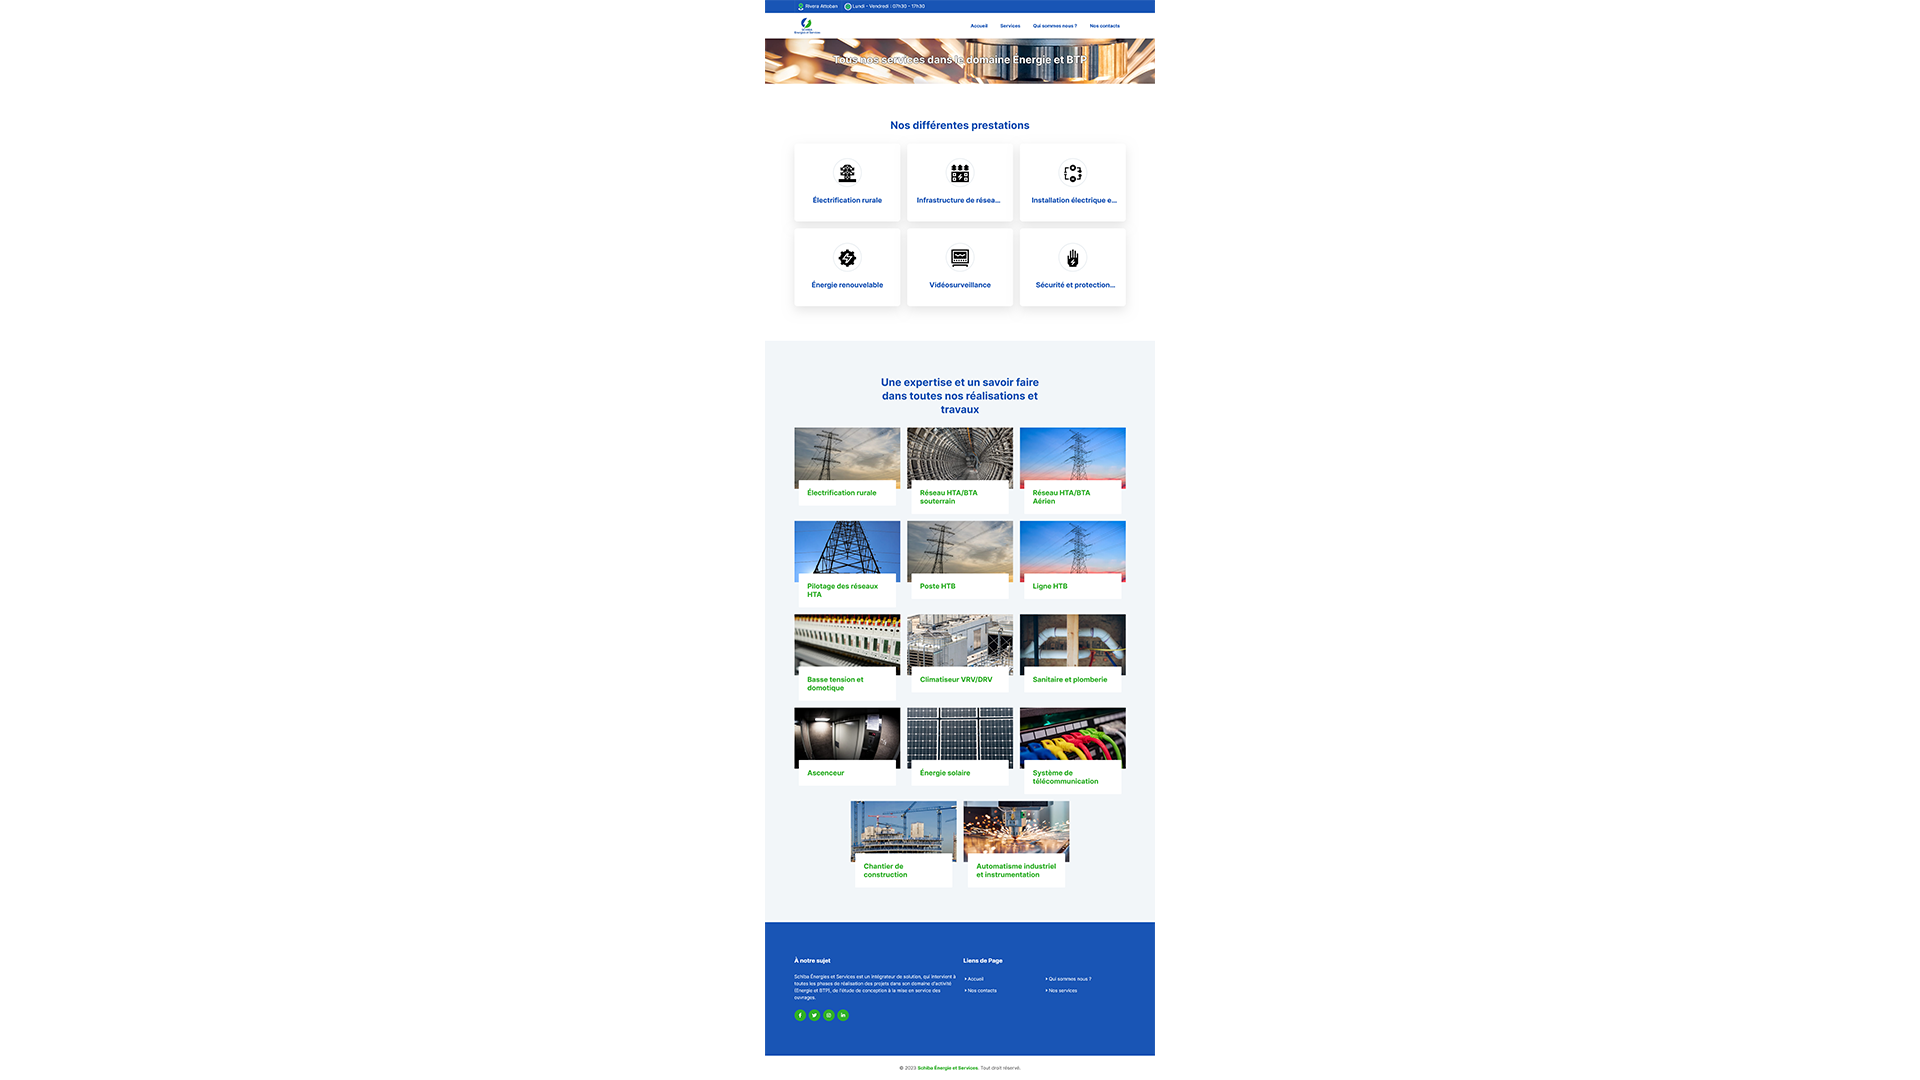 Riviera Attoban
Lundi - Vendredi : 07h30 - 17h30
Schiba
Énergies et Services
Accueil
Services
Qui sommes nous ?
Nos contacts
Tous nos services dans le domaine Énergie et BTP
Nos différentes prestations
Électrification rurale
Infrastructure de résea...
Installation électrique e...
Énergie renouvelable
Vidéosurveillance
Sécurité et protection...
Une expertise et un savoir faire
dans toutes nos réalisations et
travaux
Électrification rurale
Réseau HTA/BTA
souterrain
Réseau HTA/BTA
Aérien
Pilotage des réseaux
HTA
Poste HTB
Ligne HTB
Basse tension et
domotique
Climatiseur VRV/DRV
Sanitaire et plomberie
Ascenceur
Énergie solaire
Système de
télécommunication
Chantier de
construction
Automatisme industriel
et instrumentation
À notre sujet
Schiba Énergies et Services est un intégrateur de solution, qui intervient à
toutes les phases de réalisation des projets dans son domaine d'activité
(Énergie et BTP), de l'étude de conception à la mise en service des
ouvrages.
Liens de Page
Accueil
Qui sommes nous ?
Nos contacts
Nos services
© 2023 Schiba Énergie et Services. Tout droit réservé.